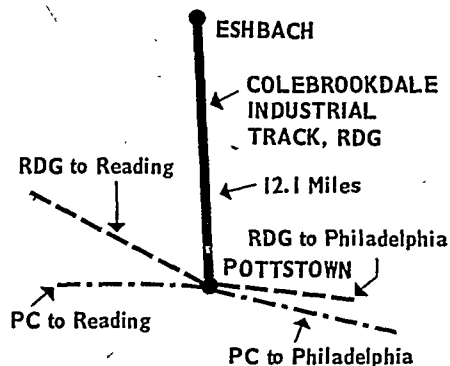 ESHBACH
COLEBROOKDALE
INDUSTRIAL
TRACK, RDG
RDG to Reading
12.1 Miles
RDG to Philadelphia
POTTSTOWN
PC to Reading
PC to Philadelphia